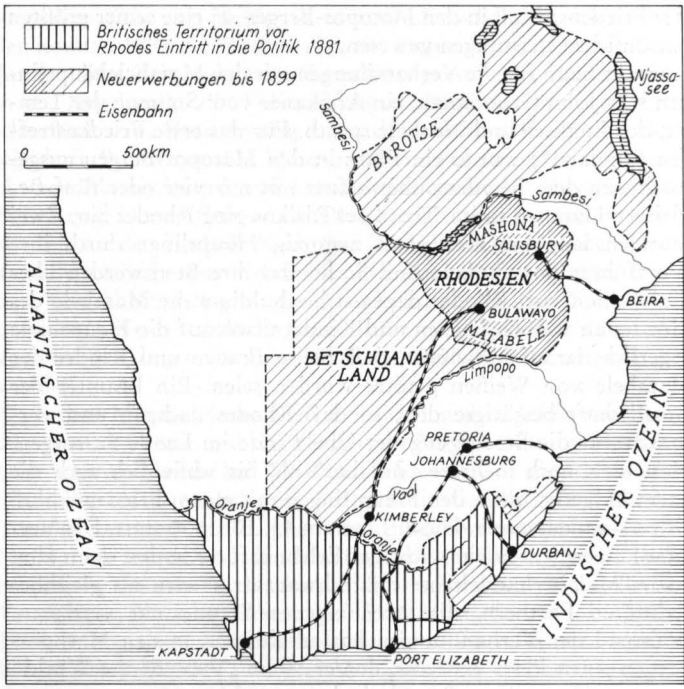 Britisches Territorium vor
Rhodes Eintritt in die Politik 1881
Neuerwerbungen bis 1899
Eisenbahn
0 500km
Njassa-
see
Sambesi
BAROTSE
Sambesi
MASHONA
SALISBURY
RHODESIEN
BEIRA
BULAWAYO
MATABELE
BETSCHUANA-
LAND
Limpopo
ATLANTISCHER OZEAN
PRETORIA
JOHANNESBURG
Vaal
Oranje
KIMBERLEY
Oranje
DURBAN
INDISCHER OZEAN
KAPSTADT
PORT ELIZABETH